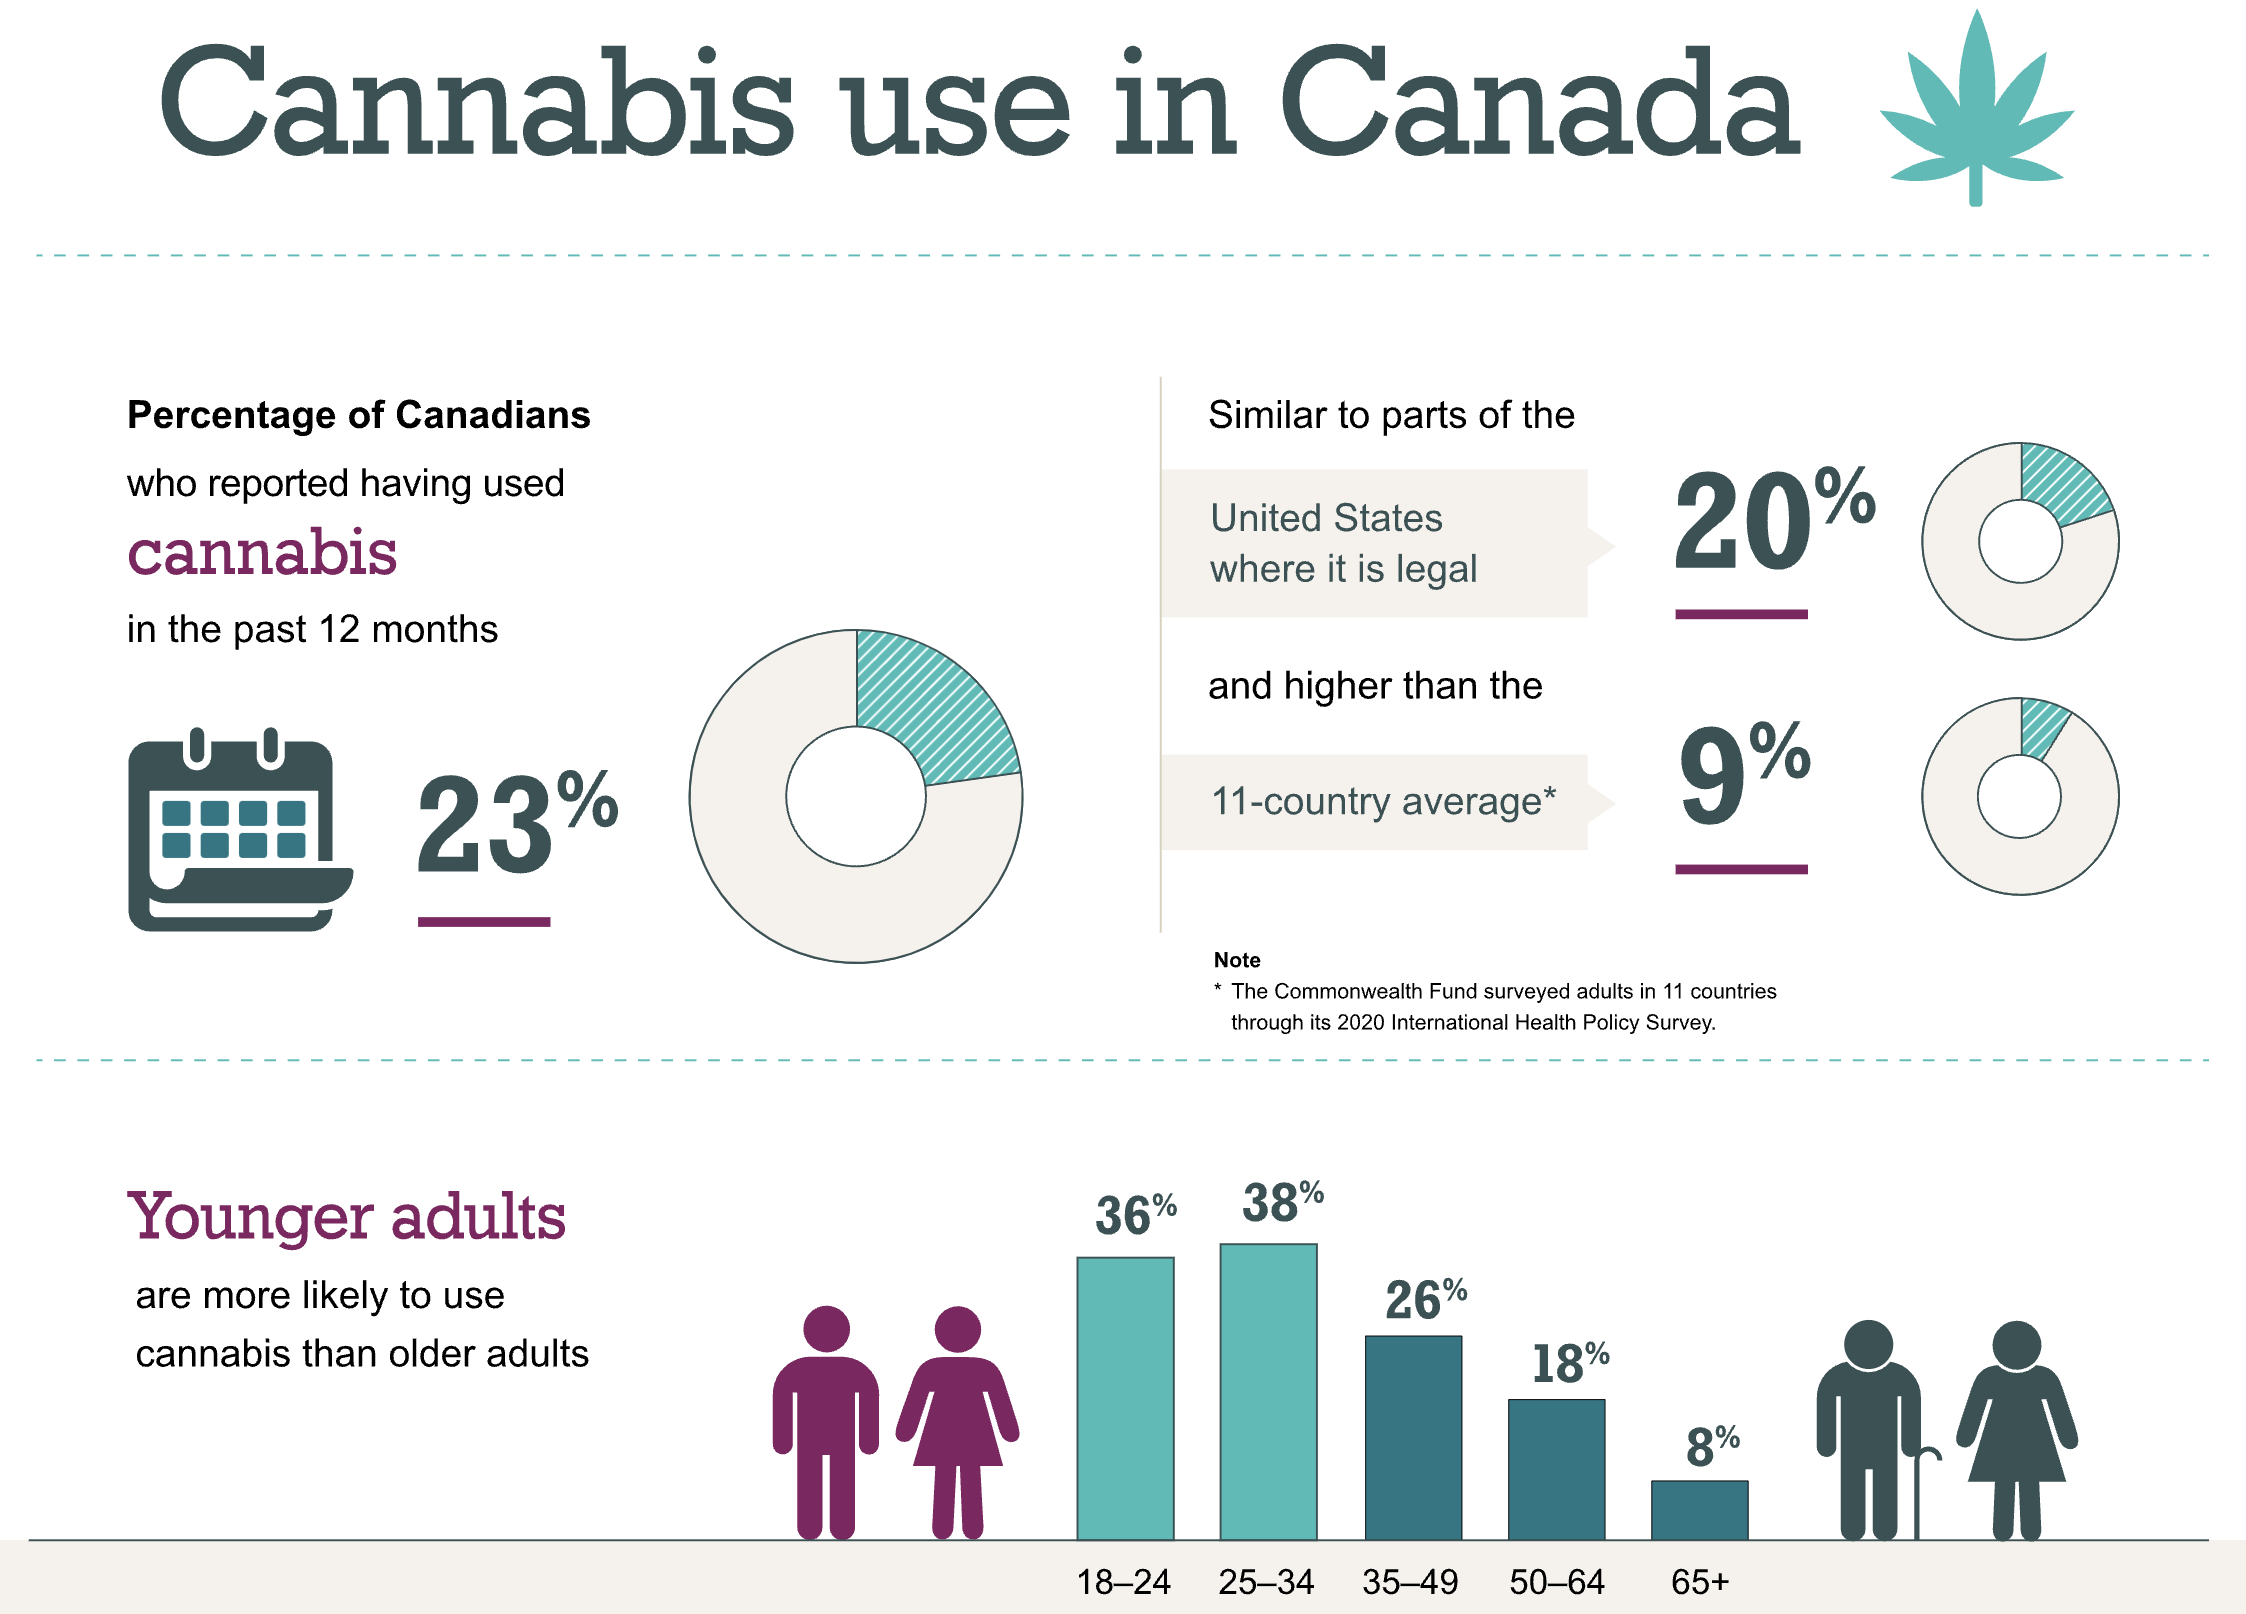 Cannabis use in Canada
Percentage of Canadians
who reported having used
cannabis
in the past 12 months
23%
Similar to parts of the
United States
where it is legal
20%
and higher than the
11-country average*
9%
Note
* The Commonwealth Fund surveyed adults in 11 countries
through its 2020 International Health Policy Survey.
Younger adults
are more likely to use
cannabis than older adults
36%
38%
26%
18%
8%
18–24
25–34
35–49
50–64
65+